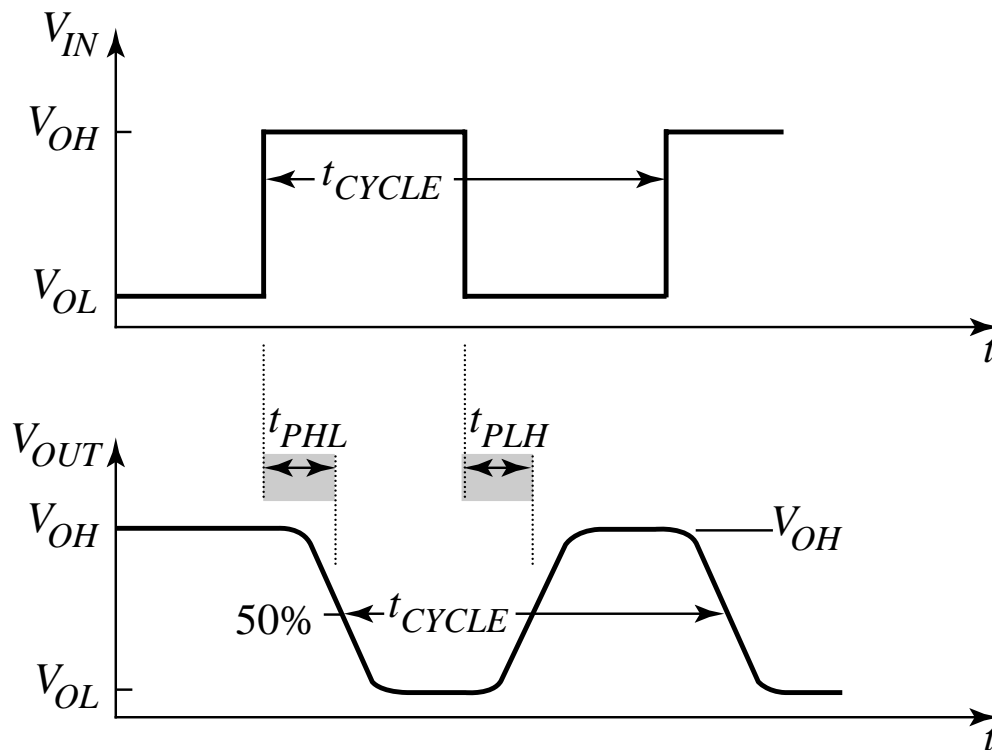 V_IN
V_OH
t_CYCLE
V_OL
t
t_PHL
t_PLH
V_OUT
V_OH
V_OH
50%
t_CYCLE
V_OL
t